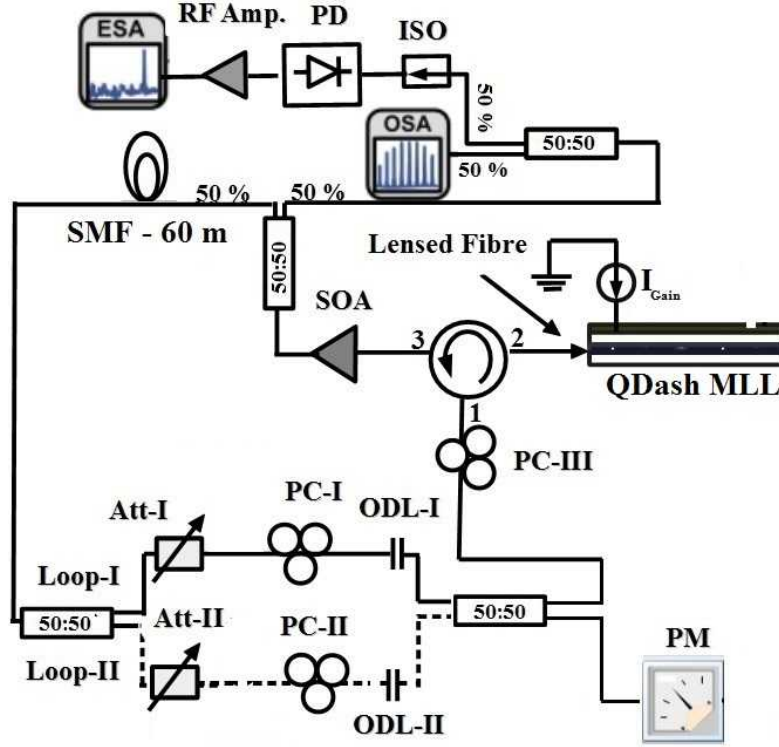 RF Amp.
PD
ISO
ESA
50 %
OSA
50:50
50 %
50 %
50 %
SMF - 60 m
Lensed Fibre
50:50
I Gain
SOA
3
2
QDash MLL
1
PC-III
PC-I
ODL-I
Att-I
Loop-I
50:50
Att-II
50:50
PC-II
PM
Loop-II
ODL-II